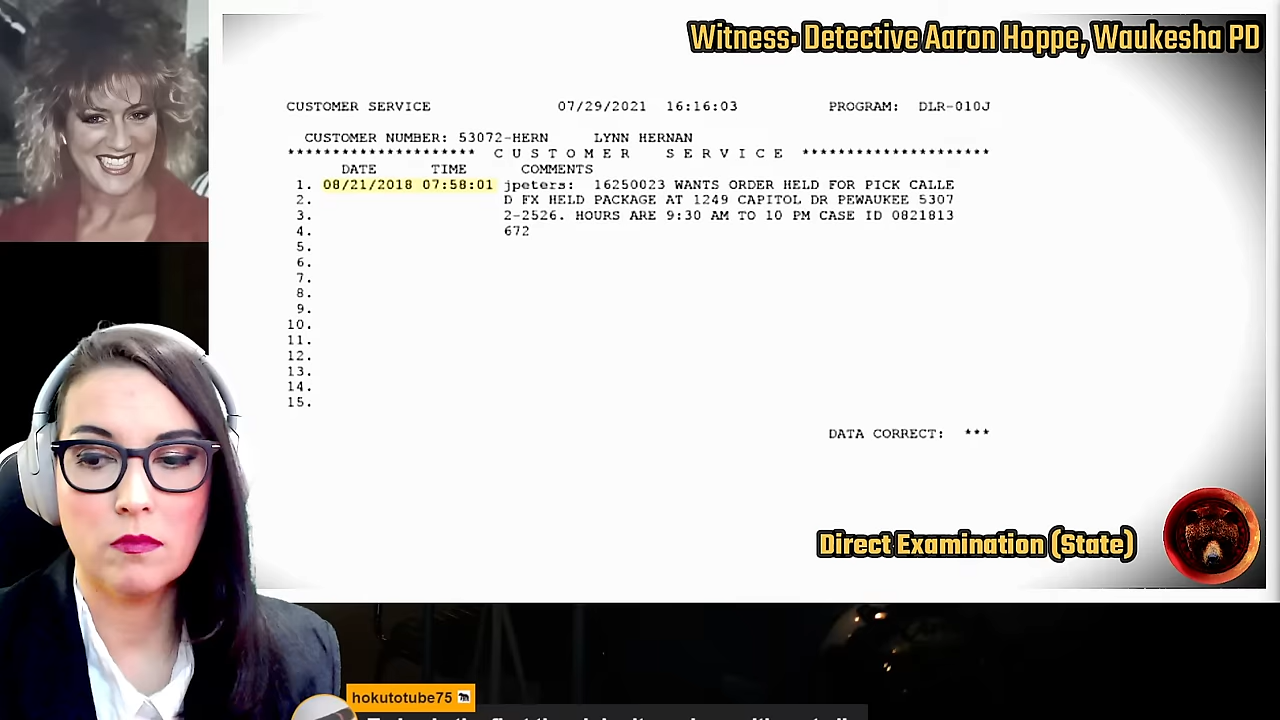 Witness: Detective Aaron Hoppe, Waukesha PD
CUSTOMER SERVICE 07/29/2021 16:16:03 PROGRAM: DLR-010J
CUSTOMER NUMBER: 53072-HERN LYNN HERNAN
********************* C U S T O M E R S E R V I C E *********************
DATE TIME COMMENTS
1. 08/21/2018 07:58:01 jpeters: 16250023 WANTS ORDER HELD FOR PICK CALLE
2. D FX HELD PACKAGE AT 1249 CAPITOL DR PEWAUKEE 5307
3. 2-2526. HOURS ARE 9:30 AM TO 10 PM CASE ID 0821813
4. 672
5.
6.
7.
8.
9.
10.
11.
12.
13.
14.
15.
DATA CORRECT: ***
Direct Examination (State)
hokutotube75